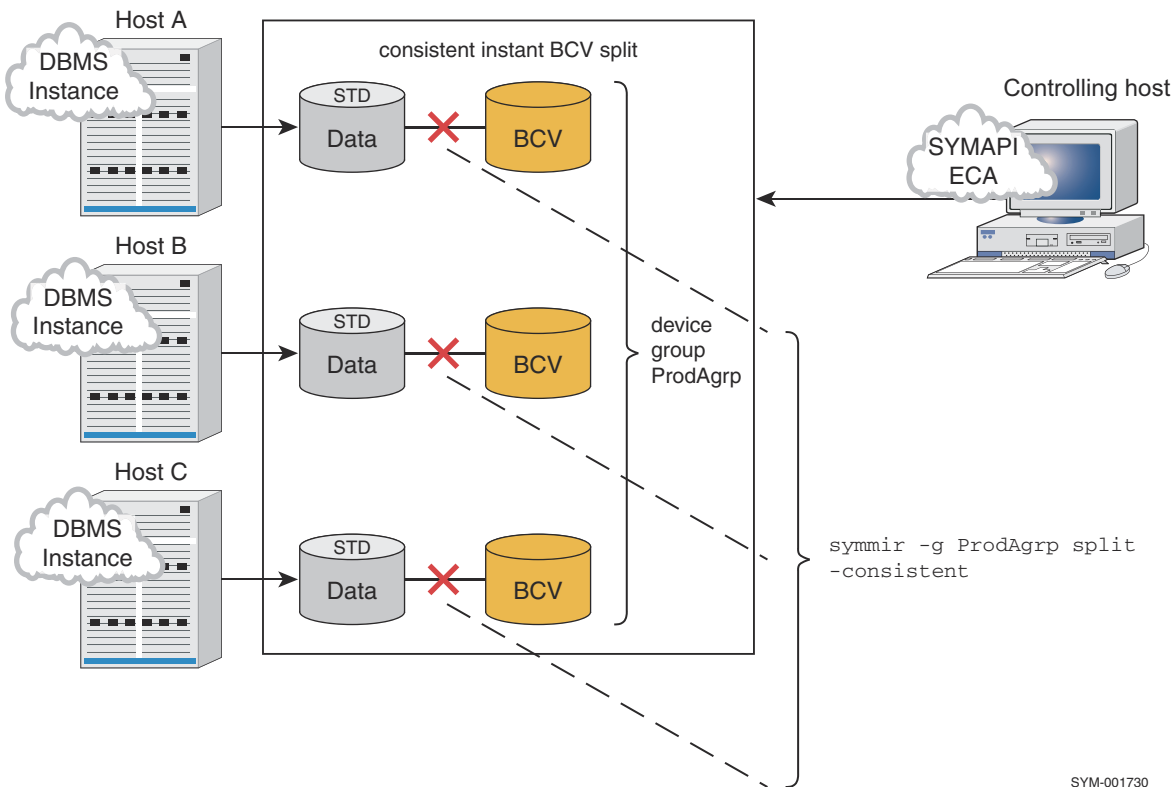 Host A
DBMS
Instance
consistent instant BCV split
STD
Data
BCV
Controlling host
SYMAPI
ECA
Host B
DBMS
Instance
STD
Data
BCV
device
group
ProdAgrp
Host C
DBMS
Instance
STD
Data
BCV
symmir -g ProdAgrp split
-consistent
SYM-001730